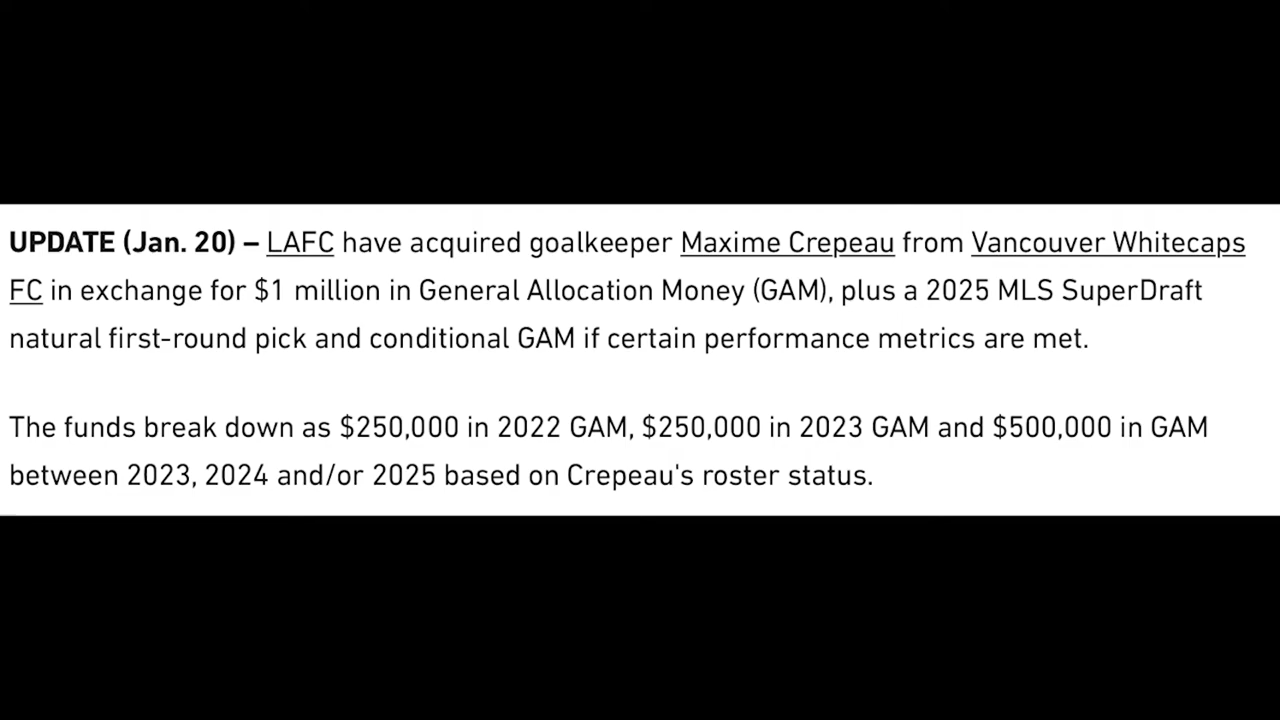 UPDATE (Jan. 20) – LAFC have acquired goalkeeper Maxime Crepeau from Vancouver Whitecaps
FC in exchange for $1 million in General Allocation Money (GAM), plus a 2025 MLS SuperDraft
natural first-round pick and conditional GAM if certain performance metrics are met.
The funds break down as $250,000 in 2022 GAM, $250,000 in 2023 GAM and $500,000 in GAM
between 2023, 2024 and/or 2025 based on Crepeau's roster status.